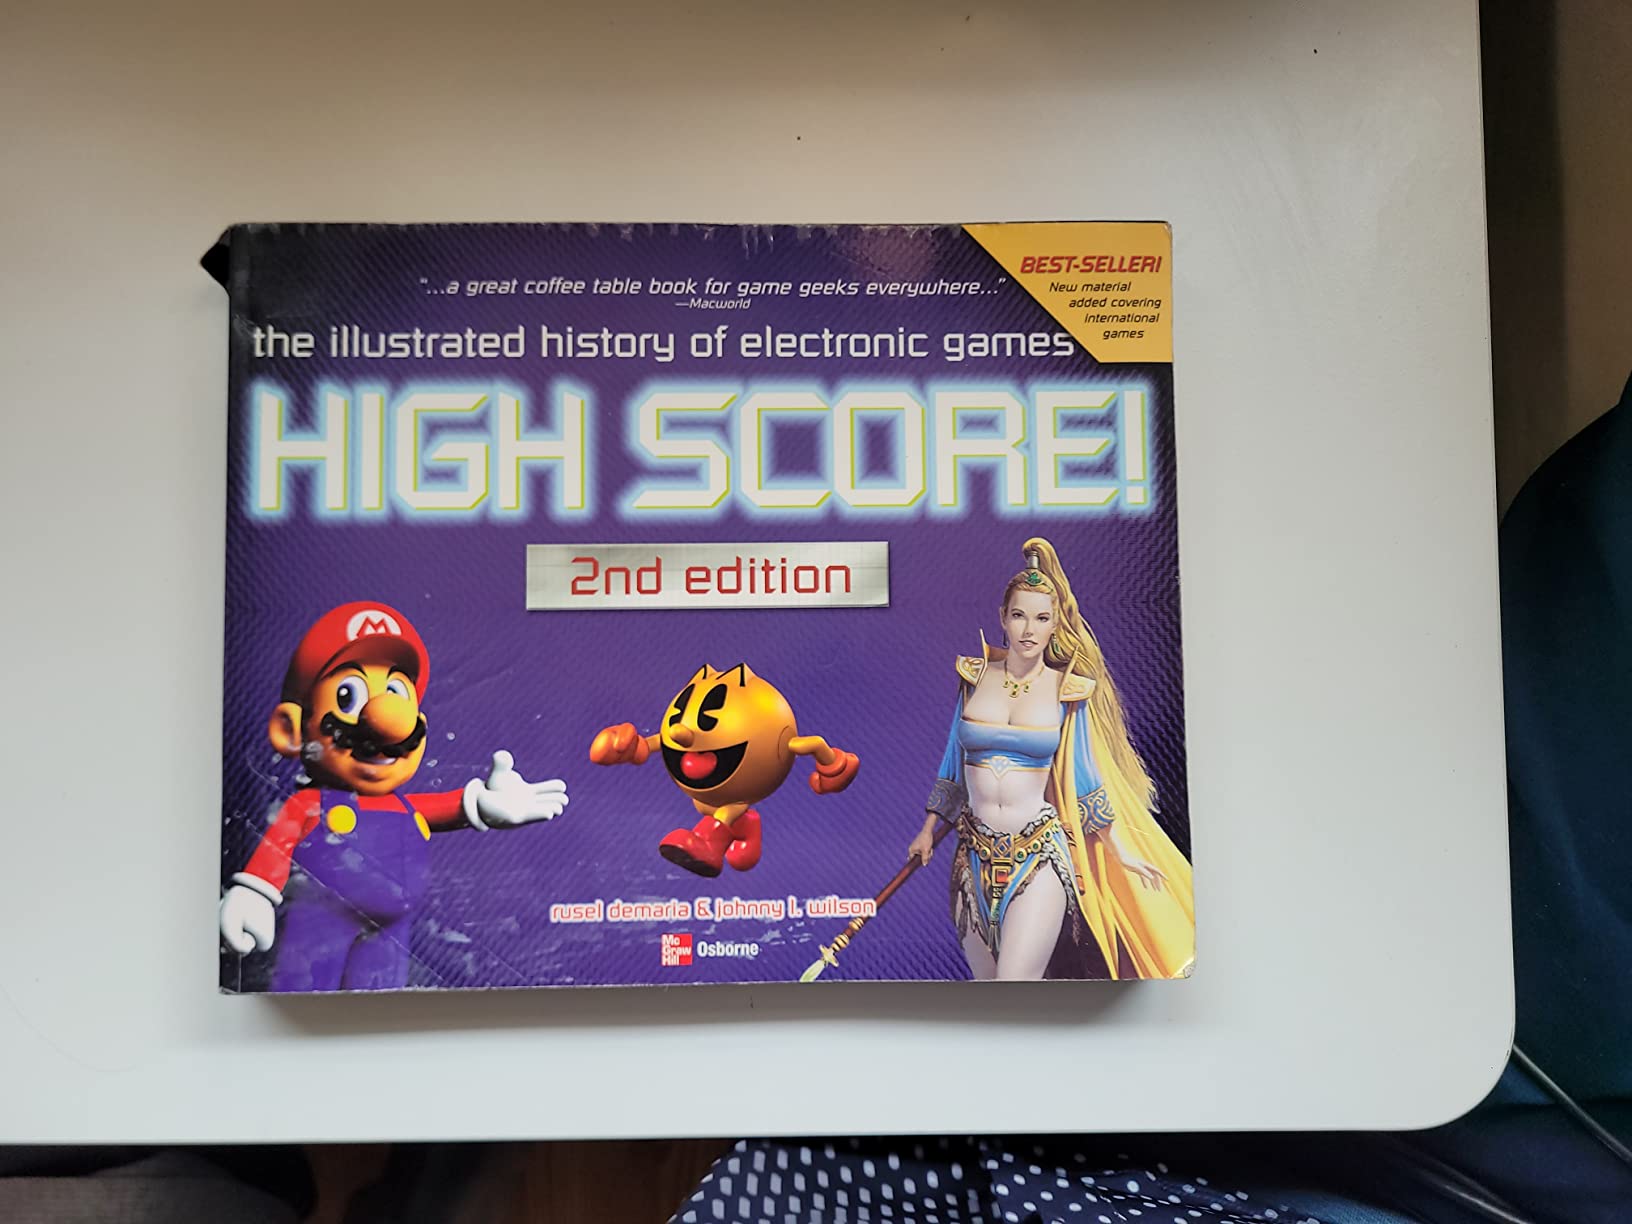 "...a great coffee table book for game geeks everywhere..."
—Macworld
BEST-SELLER!
New material
added covering
international
games
the illustrated history of electronic games
HIGH SCORE!
2nd edition
M
rusel demaria & johnny l. wilson
Mc
Graw
Hill
Osborne